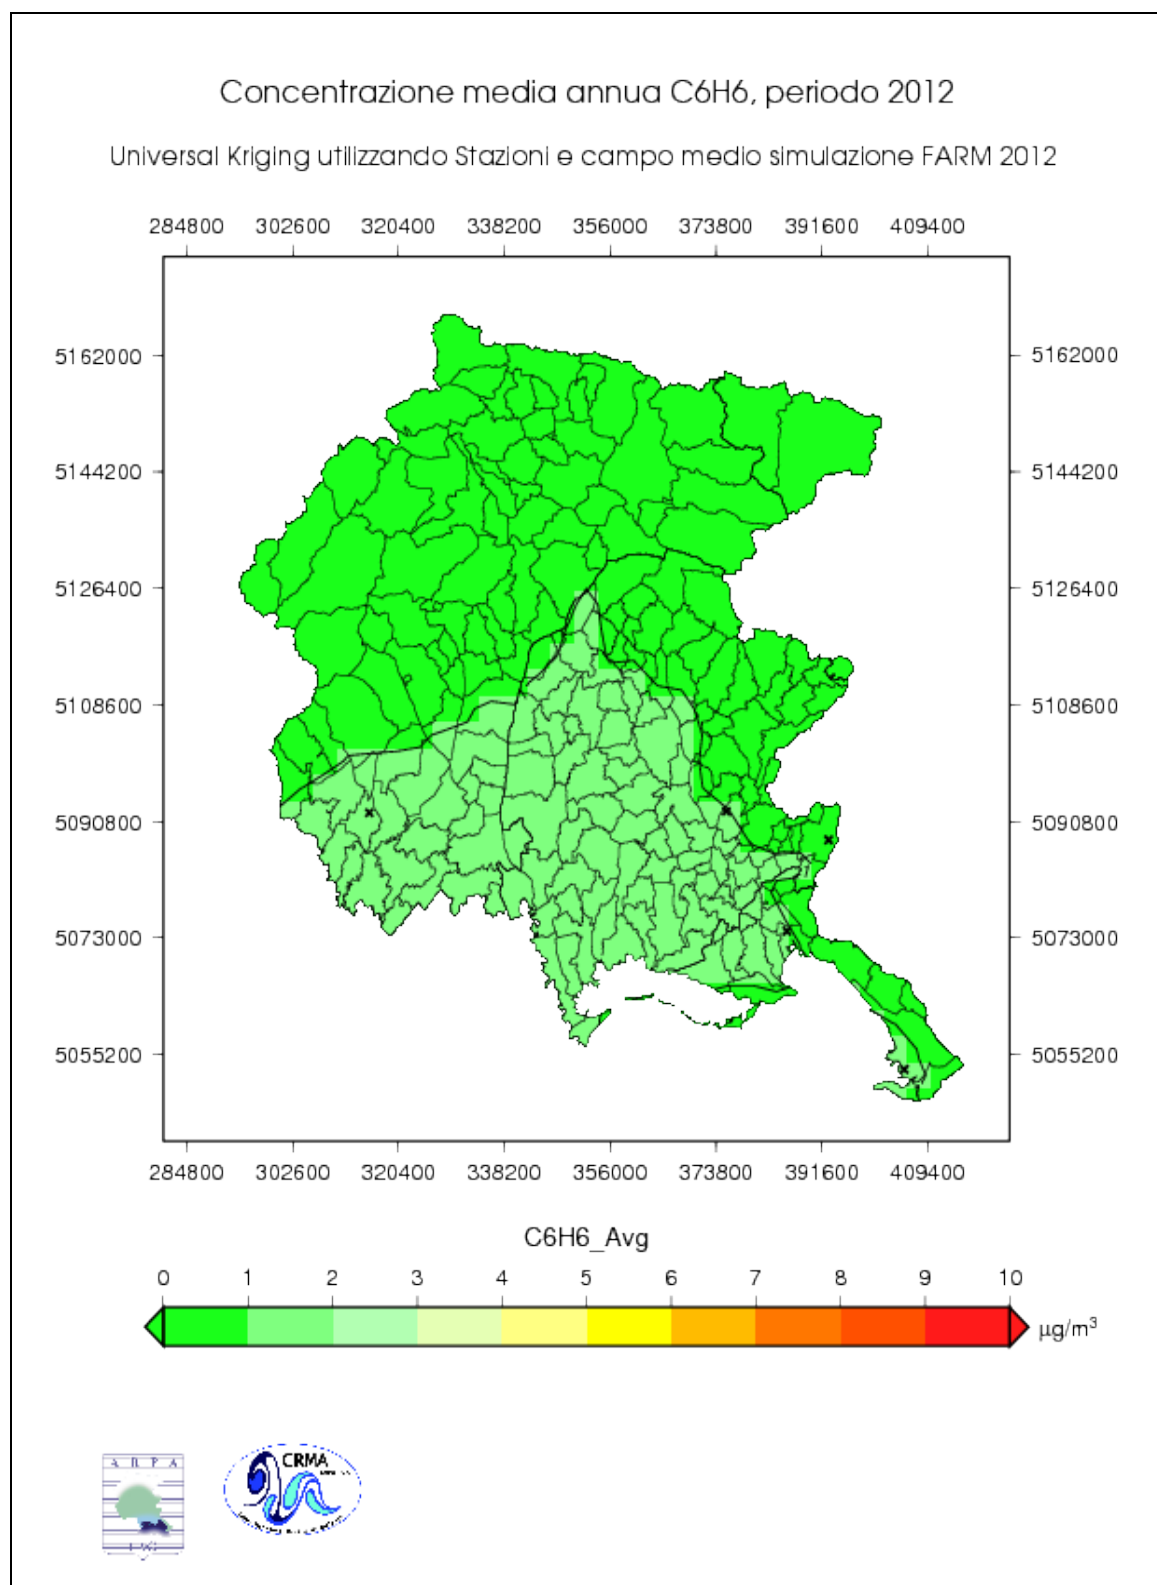 Concentrazione media annua C6H6, periodo 2012
Universal Kriging utilizzando Stazioni e campo medio simulazione FARM 2012
284800 302600 320400 338200 356000 373800 391600 409400
5162000 5162000
5144200 5144200
5126400 5126400
5108600 5108600
5090800 5090800
5073000 5073000
5055200 5055200
284800 302600 320400 338200 356000 373800 391600 409400
C6H6_Avg
0 1 2 3 4 5 6 7 8 9 10
µg/m³
A R P A
CRMA